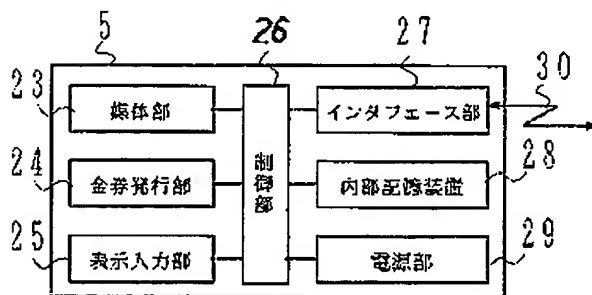 5
26
27
30
23
媒体部
インタフェース部
24
金券発行部
制御部
内部記憶装置
28
25
表示入力部
電源部
29